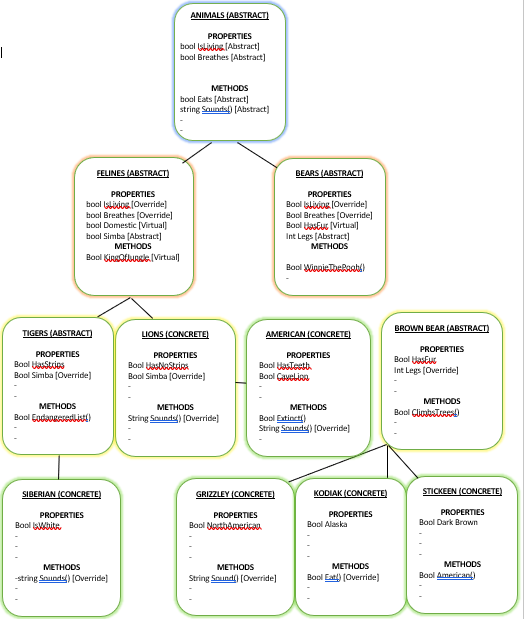 ANIMALS (ABSTRACT)
PROPERTIES
bool IsLiving [Abstract]
bool Breathes [Abstract]
METHODS
bool Eats [Abstract]
string Sounds() [Abstract]
-
-
FELINES (ABSTRACT)
PROPERTIES
bool IsLiving [Override]
bool Breathes [Override]
bool Domestic [Virtual]
bool Simba [Abstract]
METHODS
Bool KingOfJungle [Virtual]
BEARS (ABSTRACT)
PROPERTIES
Bool IsLiving [Override]
Bool Breathes [Override]
Bool HasFur [Virtual]
Int Legs [Abstract]
METHODS
Bool WinnieThePooh()
-
TIGERS (ABSTRACT)
PROPERTIES
Bool HasStrips
Bool Simba [Override]
-
-
METHODS
Bool EndangeredList()
-
-
LIONS (CONCRETE)
PROPERTIES
Bool HasNoStrips
Bool Simba [Override]
-
-
METHODS
String Sounds() [Override]
-
-
AMERICAN (CONCRETE)
PROPERTIES
Bool HasTeeth
Bool CaveLion
-
-
METHODS
Bool Extinct()
String Sounds() [Override]
-
BROWN BEAR (ABSTRACT)
PROPERTIES
Bool HasFur
Int Legs [Override]
-
-
METHODS
Bool ClimbsTrees()
-
-
SIBERIAN (CONCRETE)
PROPERTIES
Bool IsWhite
-
-
-
METHODS
-string Sounds() [Override]
-
-
GRIZZLEY (CONCRETE)
PROPERTIES
Bool NorthAmerican
-
-
-
METHODS
String Sound() [Override]
-
-
KODIAK (CONCRETE)
PROPERTIES
Bool Alaska
-
-
-
METHODS
Bool Eat() [Override]
-
-
STICKEEN (CONCRETE)
PROPERTIES
Bool Dark Brown
-
-
-
METHODS
Bool American()
-
-